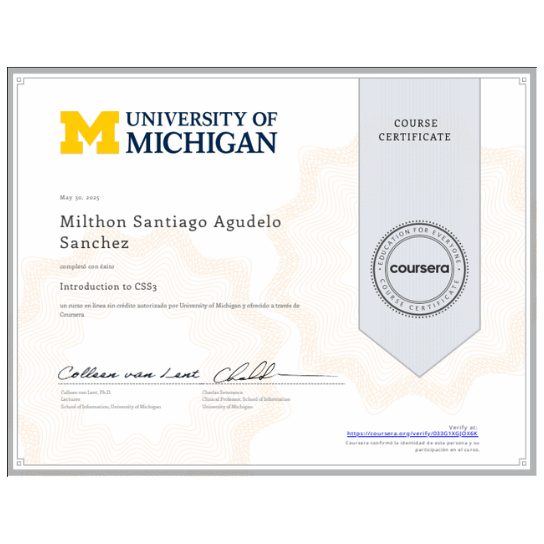 UNIVERSITY OF
MICHIGAN
COURSE
CERTIFICATE
May 30, 2025
Milthon Santiago Agudelo
Sanchez
completó con éxito
Introduction to CSS3
un curso en línea sin crédito autorizado por University of Michigan y ofrecido a través de
Coursera
EDUCATION FOR EVERYONE
coursera
COURSE CERTIFICATE
Colleen van Lent
Colleen van Lent, Ph.D.
Lecturer
School of Information, University of Michigan
Charles Severance
Clinical Professor, School of Information
University of Michigan
Verify at:
https://coursera.org/verify/
Coursera confirmó la identidad de esta persona y su
participación en el curso.